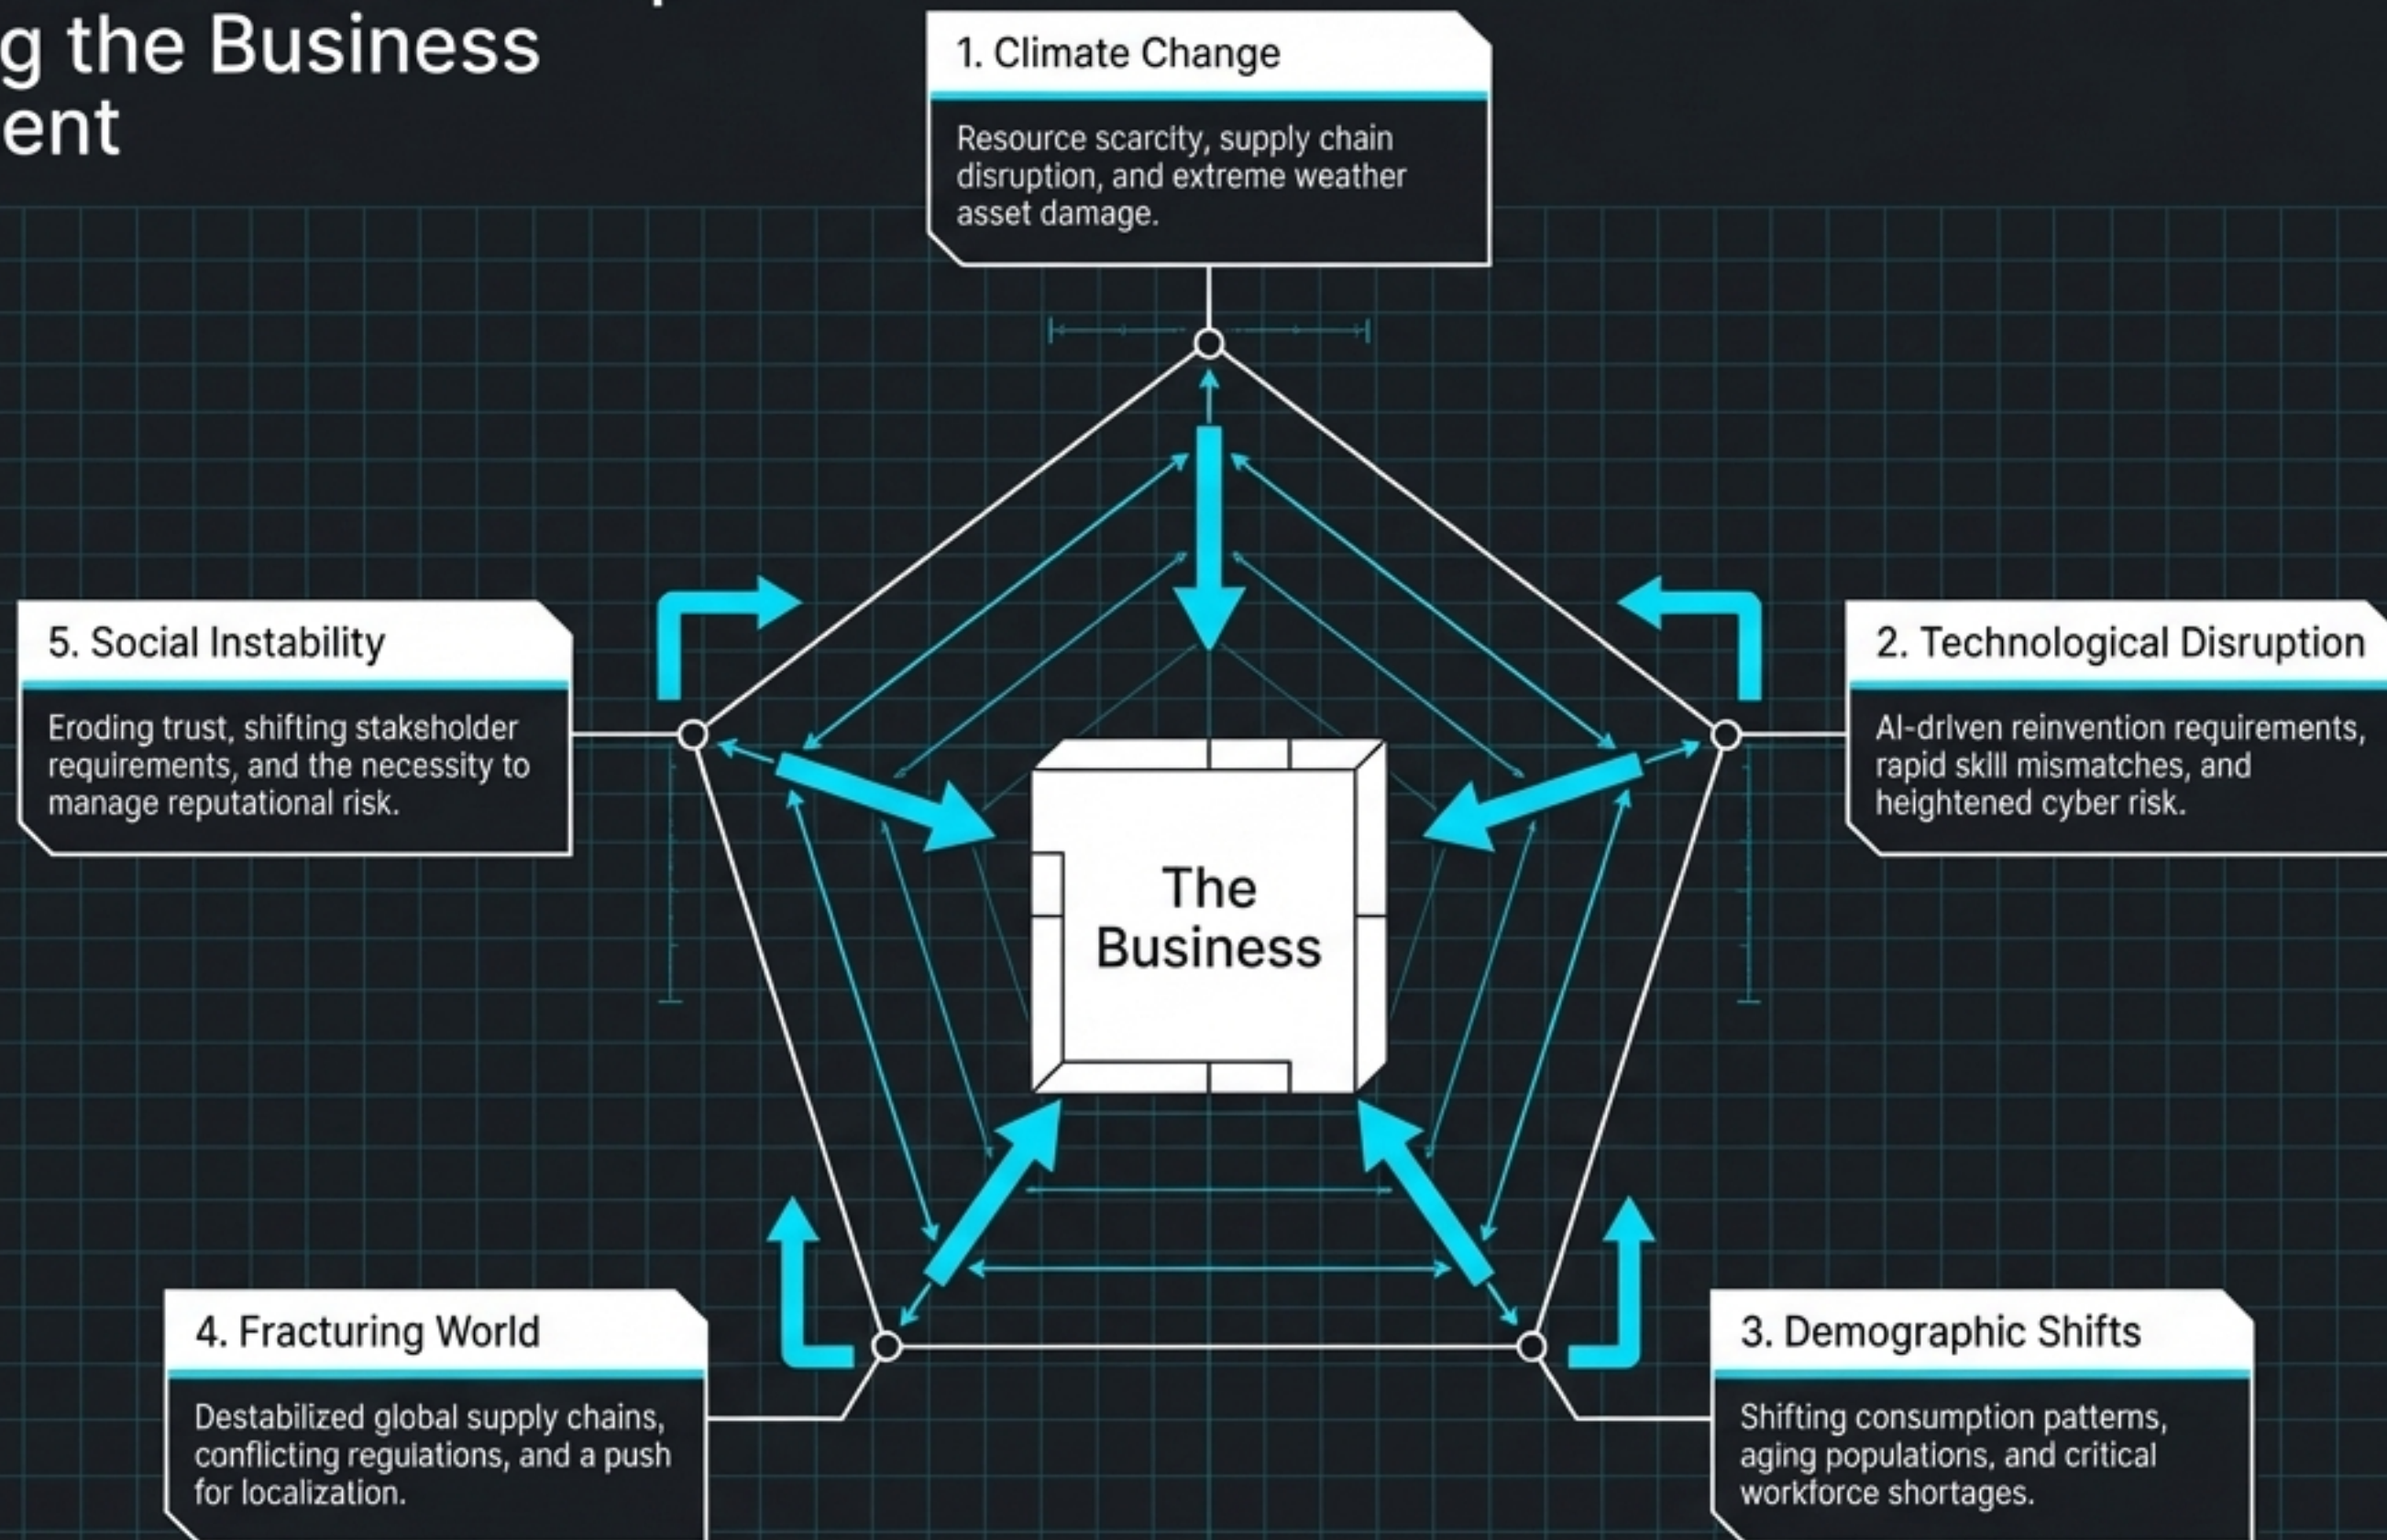 g the Business
ent
1. Climate Change
Resource scarcity, supply chain
disruption, and extreme weather
asset damage.
5. Social Instability
Eroding trust, shifting stakeholder
requirements, and the necessity to
manage reputational risk.
2. Technological Disruption
AI-driven reinvention requirements,
rapid skill mismatches, and
heightened cyber risk.
The
Business
4. Fracturing World
Destabilized global supply chains,
conflicting regulations, and a push
for localization.
3. Demographic Shifts
Shifting consumption patterns,
aging populations, and critical
workforce shortages.